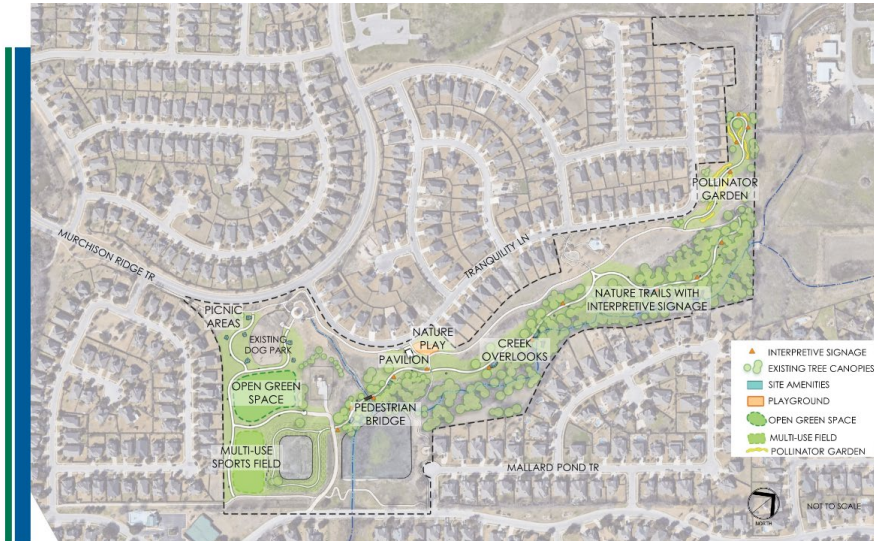 POLLINATOR
GARDEN
MURCHISON RIDGE TR
TRANQUILITY LN
NATURE TRAILS WITH
INTERPRETIVE SIGNAGE
PICNIC
AREAS
EXISTING
DOG PARK
NATURE
PLAY
PAVILION
CREEK
OVERLOOKS
OPEN GREEN
SPACE
PEDESTRIAN
BRIDGE
MULTI-USE
SPORTS FIELD
MALLARD POND TR
INTERPRETIVE SIGNAGE
EXISTING TREE CANOPIES
SITE AMENITIES
PLAYGROUND
OPEN GREEN SPACE
MULTI-USE FIELD
POLLINATOR GARDEN
NORTH
NOT TO SCALE